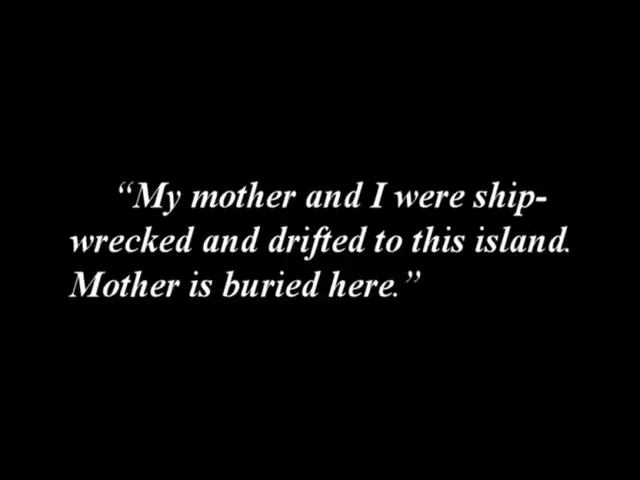 “My mother and I were ship-
wrecked and drifted to this island.
Mother is buried here.”